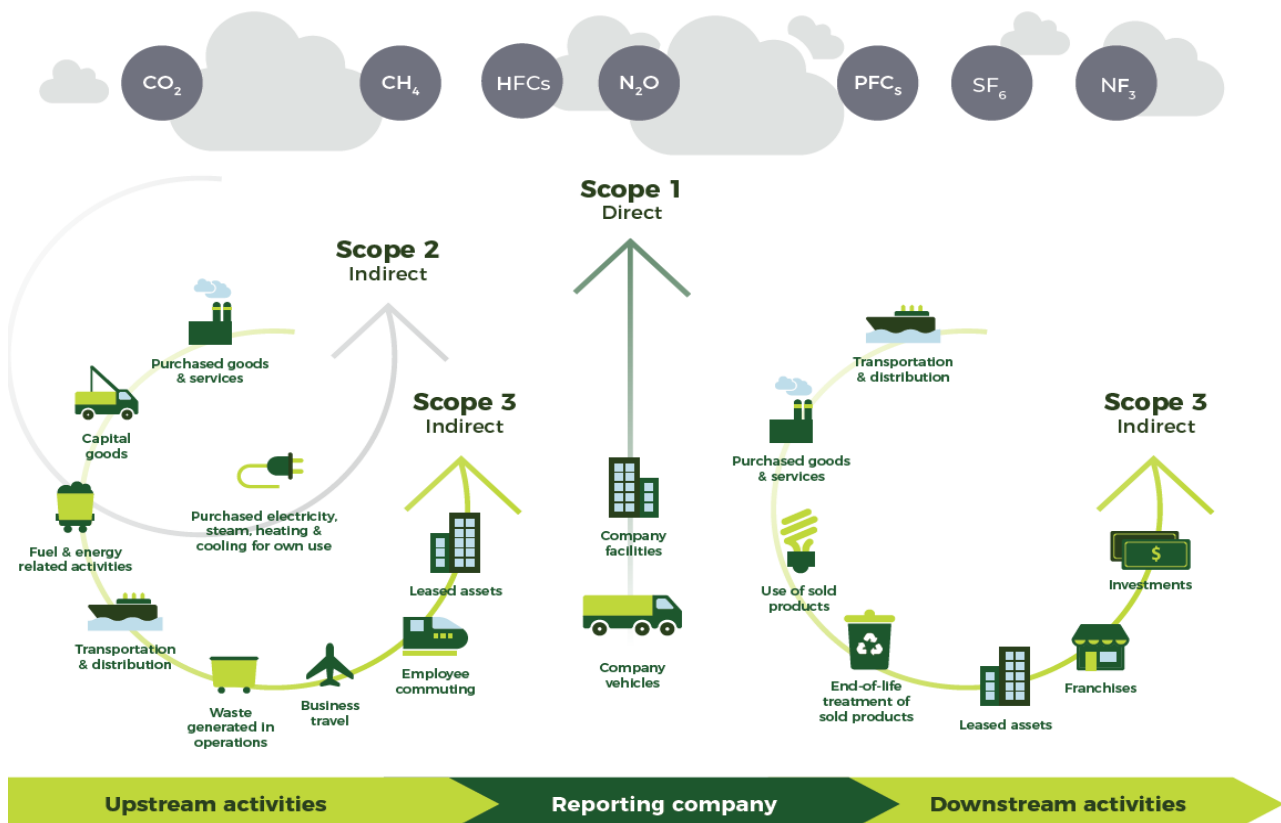 CO₂
CH₄
HFCs
N₂O
PFCₛ
SF₆
NF₃
Scope 1
Direct
Scope 2
Indirect
Purchased goods
& services
Capital
goods
Purchased electricity,
steam, heating &
cooling for own use
Fuel & energy
related activities
Transportation
& distribution
Waste
generated in
operations
Business
travel
Employee
commuting
Leased assets
Scope 3
Indirect
Company
facilities
Company
vehicles
Transportation
& distribution
Purchased goods
& services
Use of sold
products
End-of-life
treatment of
sold products
Leased assets
Franchises
$
Investments
Scope 3
Indirect
Upstream activities
Reporting company
Downstream activities